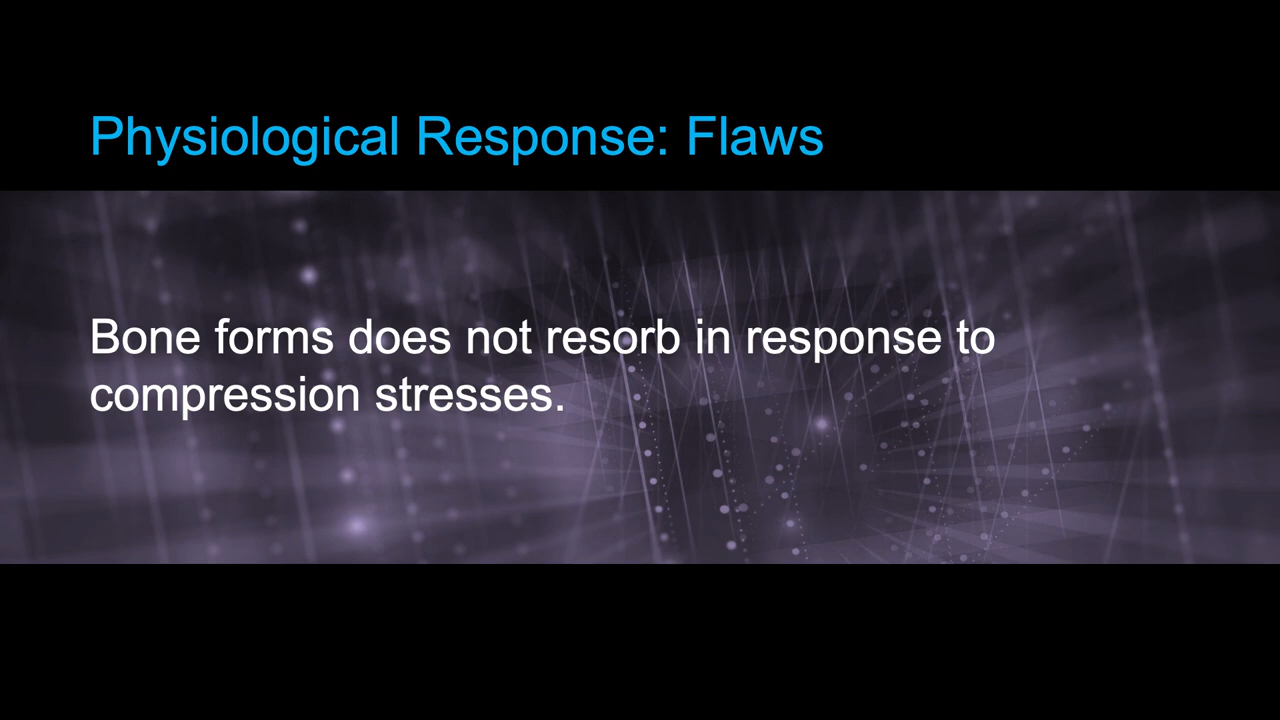 Physiological Response: Flaws
Bone forms does not resorb in response to
compression stresses.